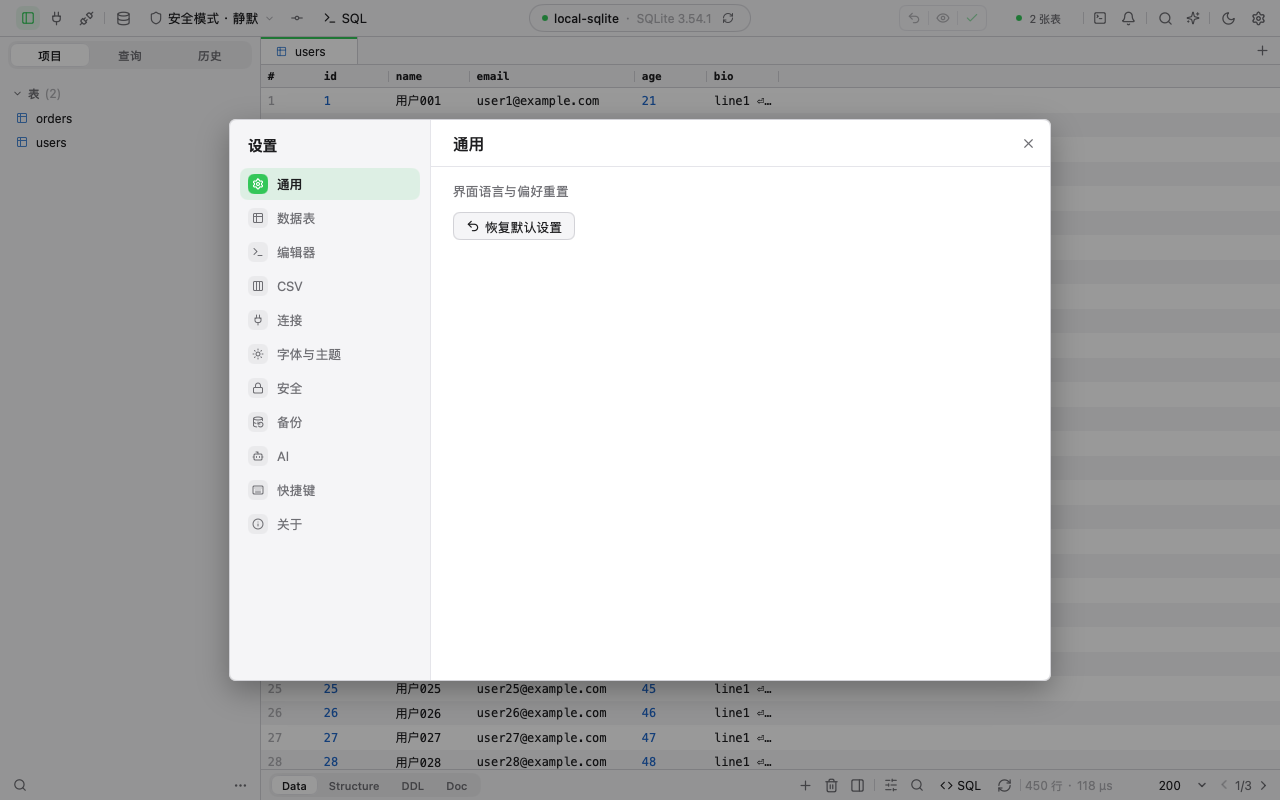 安全模式 · 静默
SQL
local-sqlite · SQLite 3.54.1
2 张表
项目 查询 历史
users
表 (2)
orders
users
# id name email age bio
1 1 用户001 user1@example.com 21 line1 ⏎…
设置
通用
数据表
编辑器
CSV
连接
字体与主题
安全
备份
AI
快捷键
关于
通用
界面语言与偏好重置
恢复默认设置
25 25 用户025 user25@example.com 45 line1 ⏎…
26 26 用户026 user26@example.com 46 line1 ⏎…
27 27 用户027 user27@example.com 47 line1 ⏎…
28 28 用户028 user28@example.com 48 line1 ⏎…
Data Structure DDL Doc
SQL
450 行 · 118 µs
200
1/3